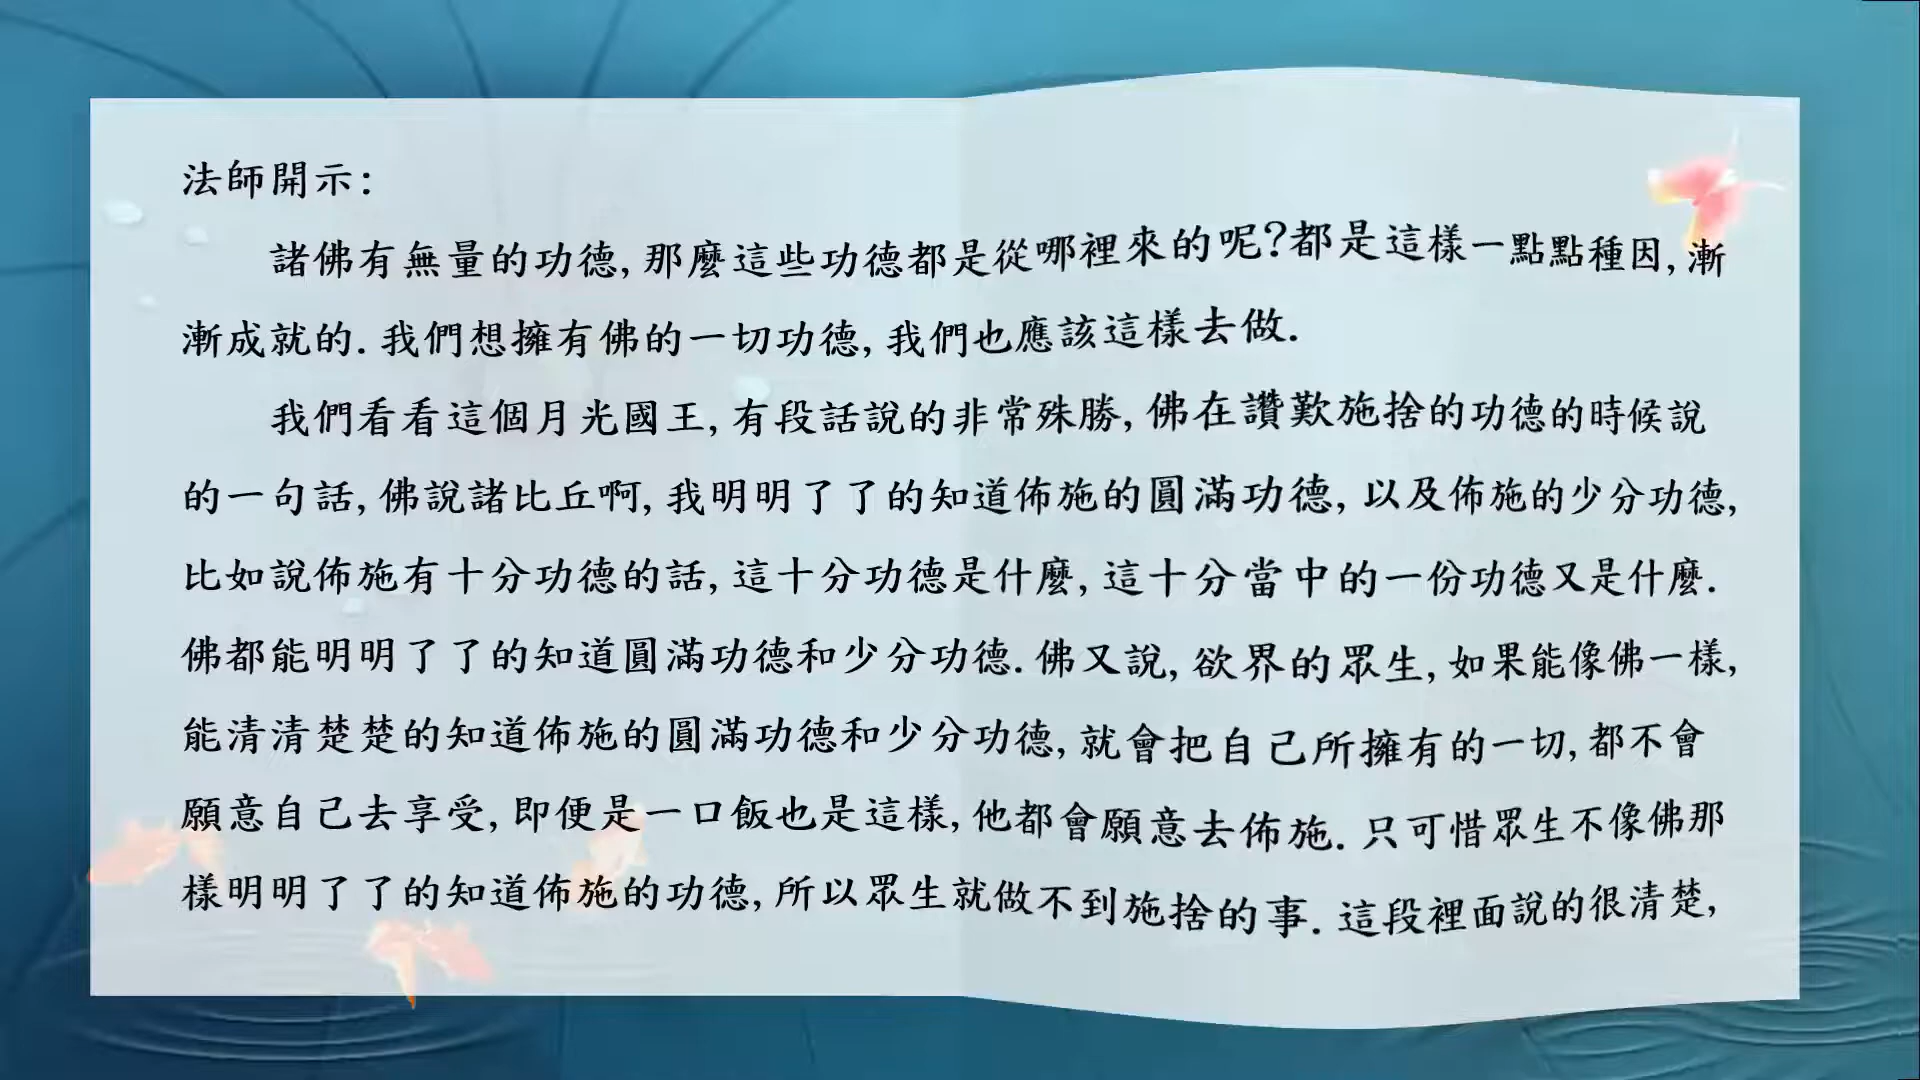 法師開示:
諸佛有無量的功德,那麼這些功德都是從哪裡來的呢?都是這樣一點點種因,漸
漸成就的.我們想擁有佛的一切功德,我們也應該這樣去做.
我們看看這個月光國王,有段話說的非常殊勝,佛在讚歎施捨的功德的時候說
的一句話,佛說諸比丘啊,我明明了了的知道佈施的圓滿功德,以及佈施的少分功德,
比如說佈施有十分功德的話,這十分功德是什麼,這十分當中的一份功德又是什麼.
佛都能明明了了的知道圓滿功德和少分功德.佛又說,欲界的眾生,如果能像佛一樣,
能清清楚楚的知道佈施的圓滿功德和少分功德,就會把自己所擁有的一切,都不會
願意自己去享受,即便是一口飯也是這樣,他都會願意去佈施.只可惜眾生不像佛那
樣明明了了的知道佈施的功德,所以眾生就做不到施捨的事.這段裡面說的很清楚,